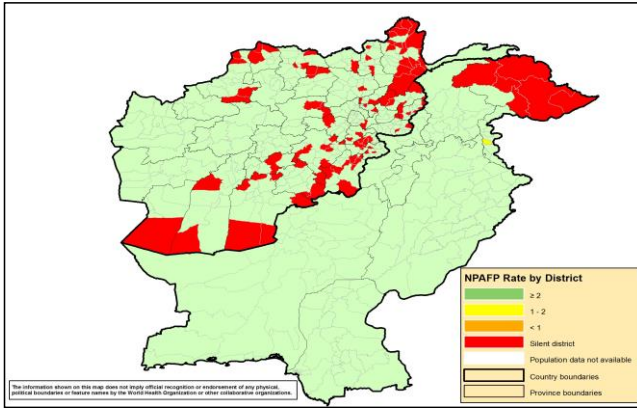 NPAFP Rate by District
≥ 2
1 - 2
< 1
Silent district
Population data not available
Country boundaries
Province boundaries
The information shown on this map does not imply official recognition or endorsement of any physical,
political boundaries or feature names by the World Health Organization or other collaborative organizations.